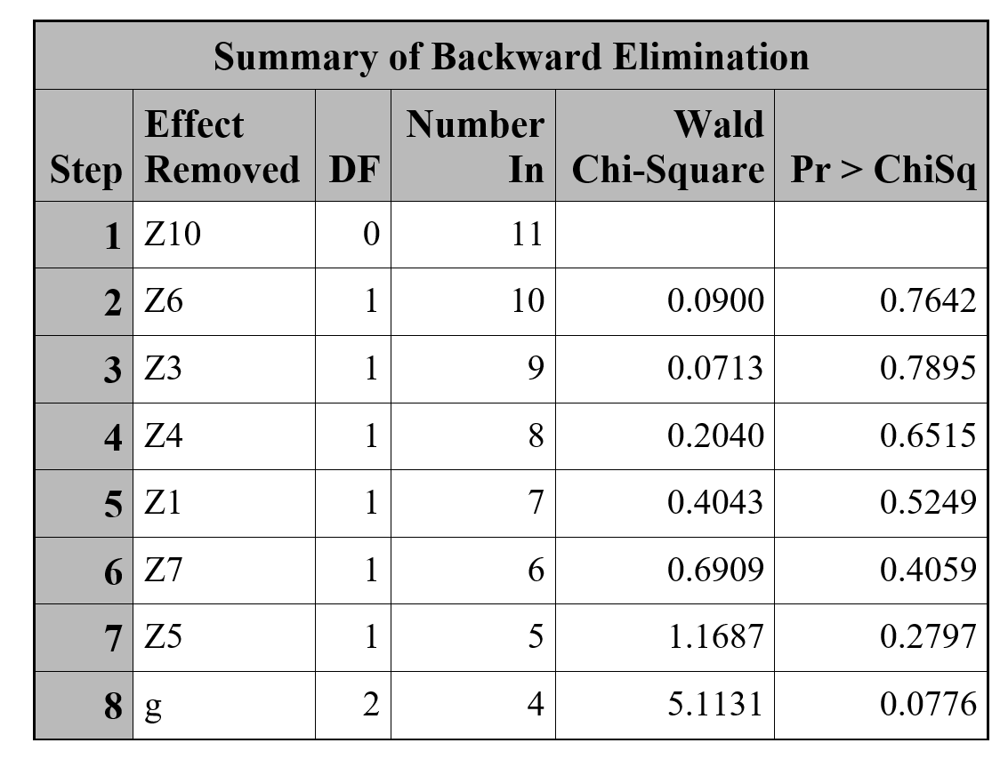 Summary of Backward Elimination
Step Effect Removed DF Number In Wald Chi-Square Pr > ChiSq
1 Z10 0 11
2 Z6 1 10 0.0900 0.7642
3 Z3 1 9 0.0713 0.7895
4 Z4 1 8 0.2040 0.6515
5 Z1 1 7 0.4043 0.5249
6 Z7 1 6 0.6909 0.4059
7 Z5 1 5 1.1687 0.2797
8 g 2 4 5.1131 0.0776